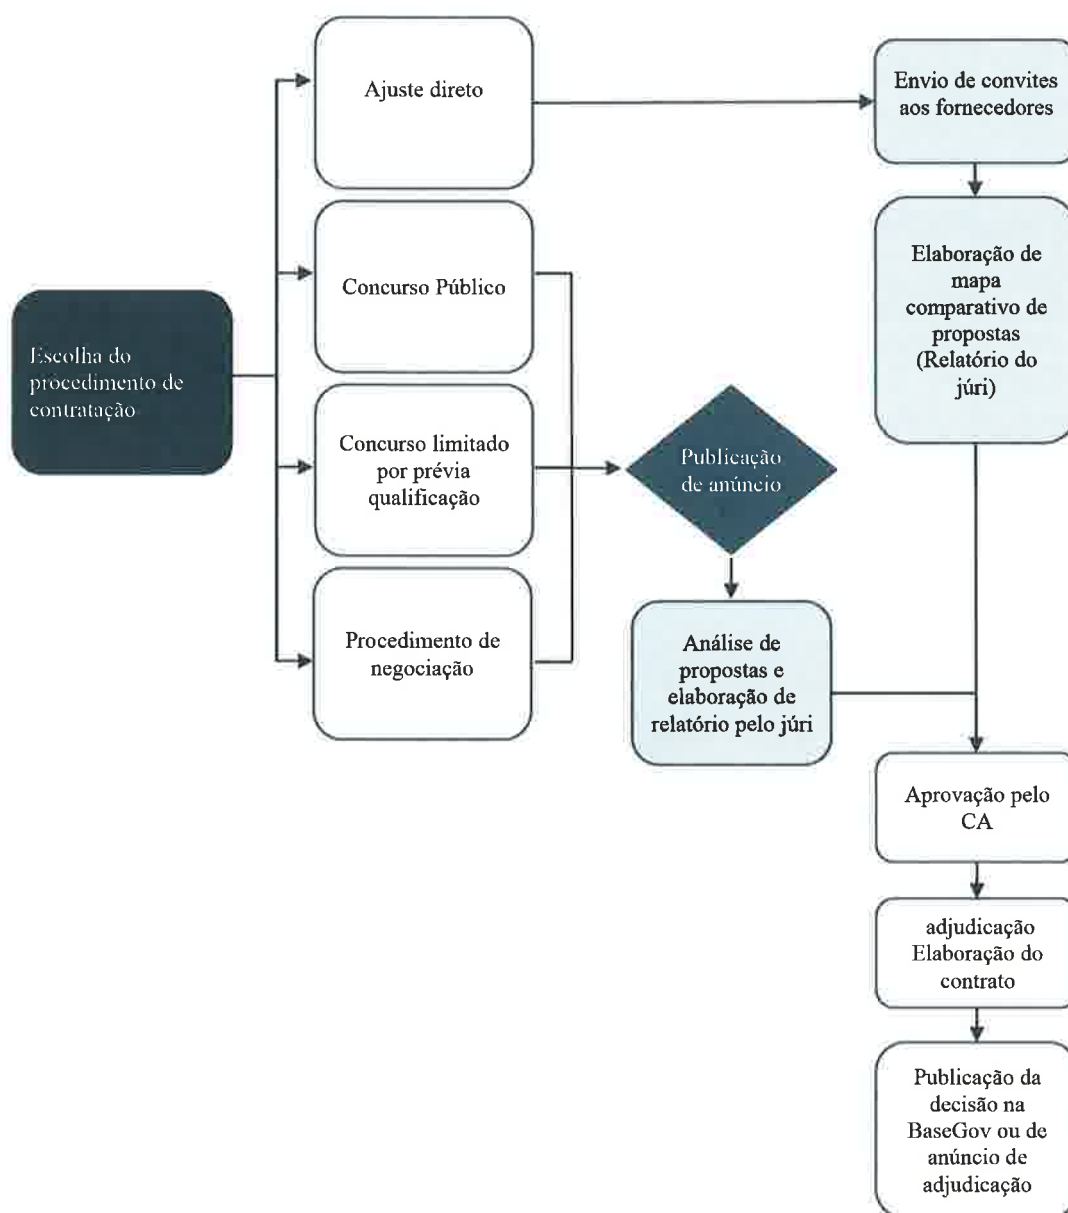 Ajuste direto
Envio de convites
aos fornecedores
Elaboração de
mapa
comparativo de
propostas
(Relatório do
júri)
Concurso Público
Escolha do
procedimento de
contratação
Concurso limitado
por prévia
qualificação
Publicação
de anúncio
Procedimento de
negociação
Análise de
propostas e
elaboração de
relatório pelo júri
Aprovação pelo
CA
adjudicação
Elaboração do
contrato
Publicação da
decisão na
BaseGov ou de
anúncio de
adjudicação